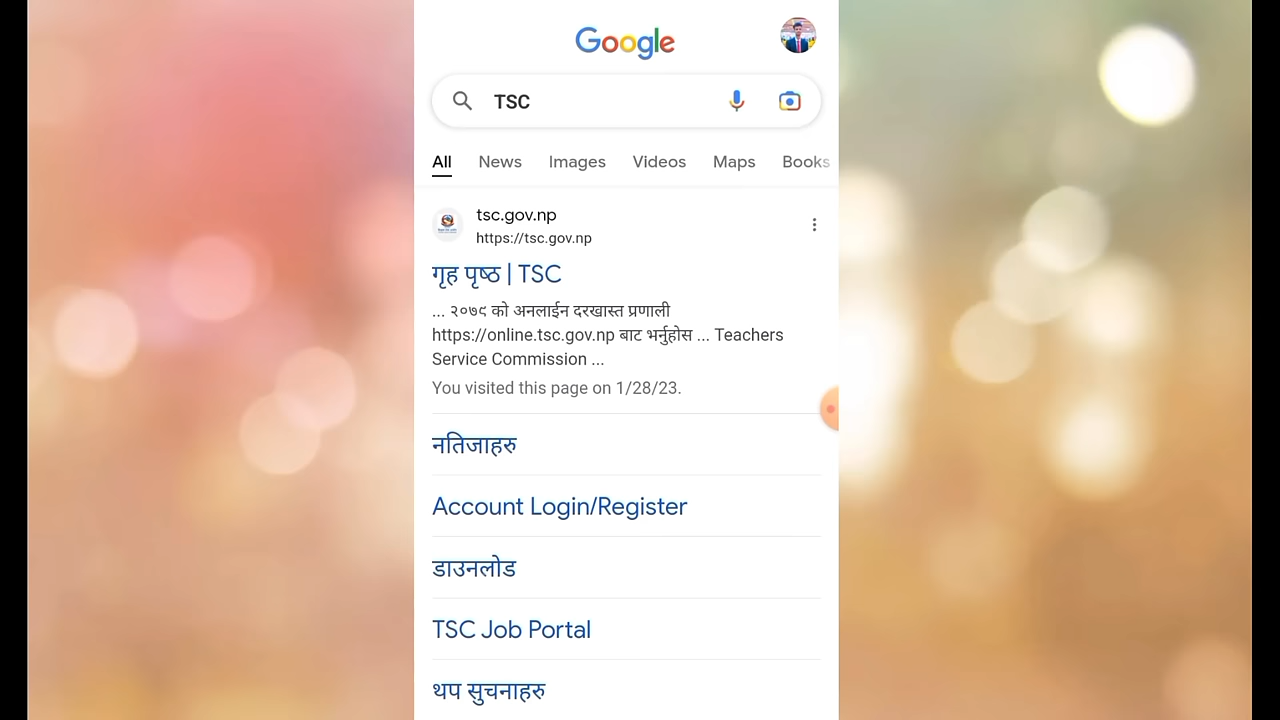 Google
TSC
All News Images Videos Maps Books
tsc.gov.np
https://tsc.gov.np
गृह पृष्ठ | TSC
... २०७९ को अनलाईन दरखास्त प्रणाली
https://online.tsc.gov.np बाट भर्नुहोस ... Teachers
Service Commission ...
You visited this page on 1/28/23.
नतिजाहरु
Account Login/Register
डाउनलोड
TSC Job Portal
थप सुचनाहरु